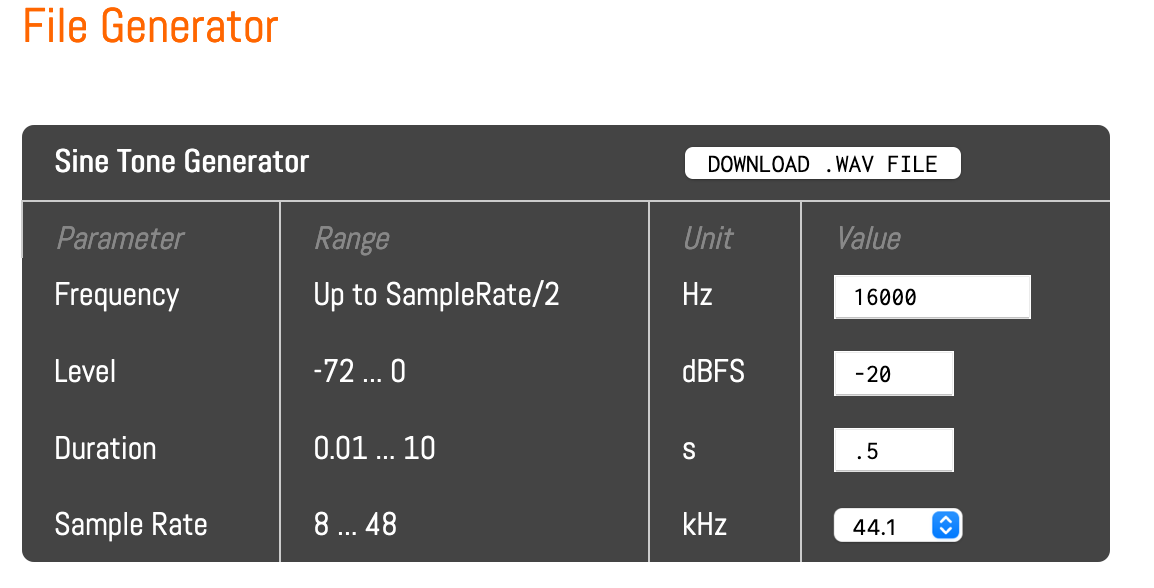 File Generator
Sine Tone Generator DOWNLOAD .WAV FILE
Parameter Range Unit Value
Frequency Up to SampleRate/2 Hz 16000
Level -72 ... 0 dBFS -20
Duration 0.01 ... 10 s .5
Sample Rate 8 ... 48 kHz 44.1